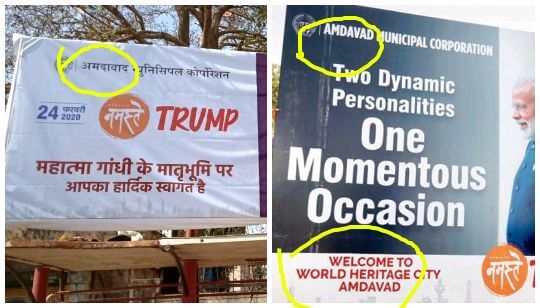 अमदावाद म्युनिसिपल कोर्पोरेशन
24 फरवरी
2020
नमस्ते TRUMP
महात्मा गांधी के मातृभूमि पर
आपका हार्दिक स्वागत है
AMDAVAD MUNICIPAL CORPORATION
Two Dynamic
Personalities
One
Momentous
Occasion
WELCOME TO
WORLD HERITAGE CITY
AMDAVAD
नमस्ते